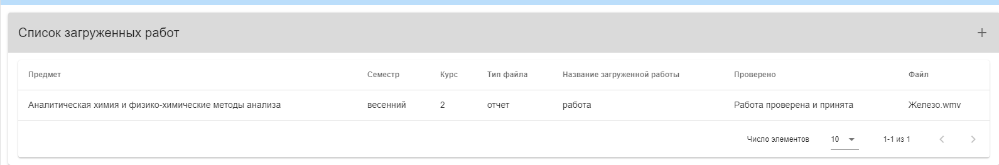 Список загруженных работ
Предмет Семестр Курс Тип файла Название загруженной работы Проверено Файл
Аналитическая химия и физико-химические методы анализа весенний 2 отчет работа Работа проверена и принята Железо.wmv
Число элементов 10 1-1 из 1